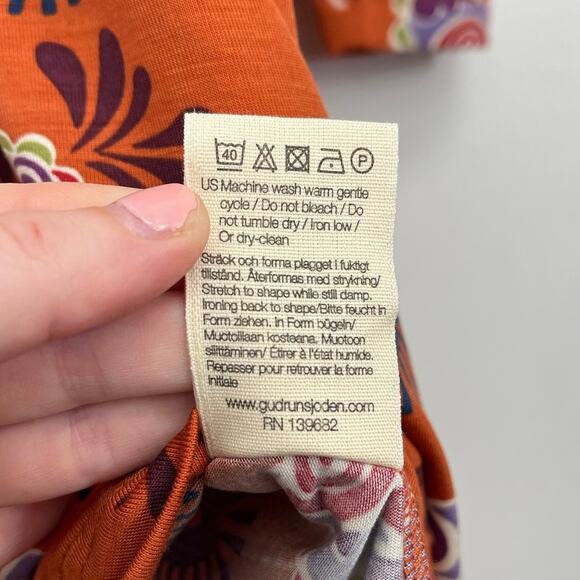 40 P
US Machine wash warm gentle
cycle / Do not bleach / Do
not tumble dry / Iron low /
Or dry-clean
Sträck och forma plagget I fuktigt
tillstånd. Återformas med strykning/
Stretch to shape while still damp.
Ironing back to shape/Bitte feucht in
Form ziehen. in Form bügeln/
Muotoillaan kosteana. Muotoon
silittäminen/ Étirer à l'état humide.
Repasser pour retrouver la forme
initiale
www.gudrunsjoden.com
RN 139682